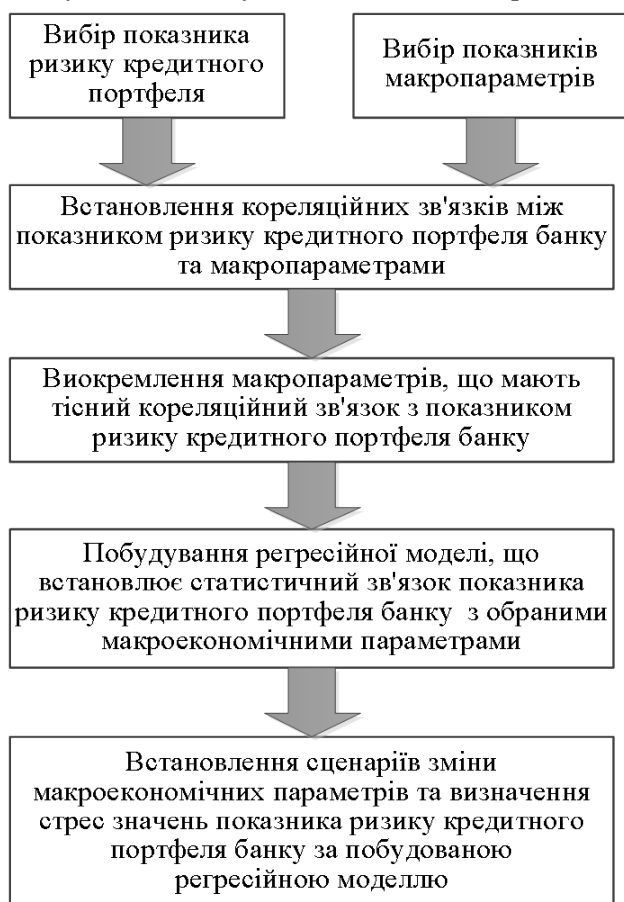 Вибір показника
ризику кредитного
портфеля
Вибір показників
макропараметрів
Встановлення кореляційних зв'язків між
показником ризику кредитного портфеля банку
та макропараметрами
Виокремлення макропараметрів, що мають
тісний кореляційний зв'язок з показником
ризику кредитного портфеля банку
Побудування регресійної моделі, що
встановлює статистичний зв'язок показника
ризику кредитного портфеля банку з обраними
макроекономічними параметрами
Встановлення сценаріїв зміни
макроекономічних параметрів та визначення
стрес значень показника ризику кредитного
портфеля банку за побудованою
регресійною моделлю